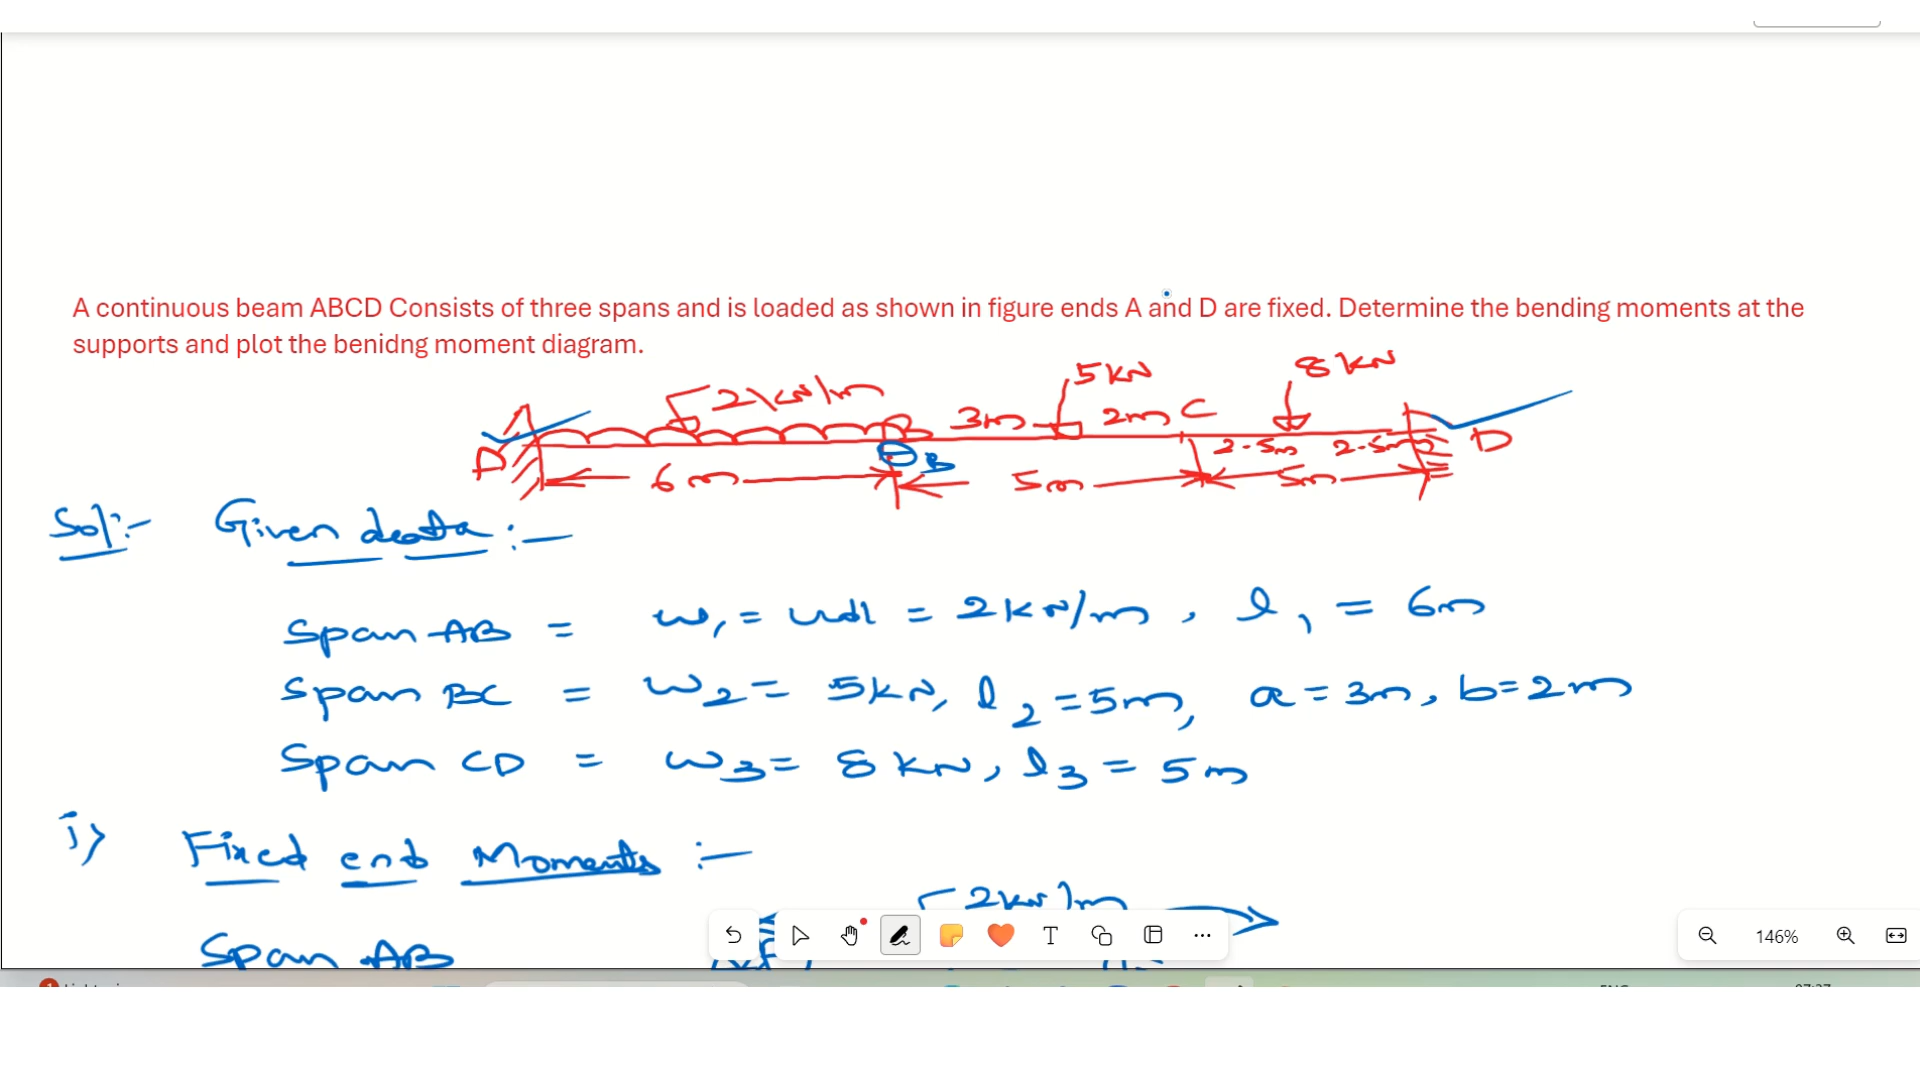 A continuous beam ABCD Consists of three spans and is loaded as shown in figure ends A and D are fixed. Determine the bending moments at the
supports and plot the benidng moment diagram.
5kN 8kN
2kN/m
B 3m 2m C
A B 2.5m 2.5m D
6m 5m 5m
Sol:- Given data :-
Span AB = w1 = udl = 2kN/m, l1 = 6m
Span BC = w2 = 5kN, l2 = 5m, a = 3m, b = 2m
Span CD = w3 = 8kN, l3 = 5m
i) Fixed end Moments :-
2kN/m
Span AB
146%